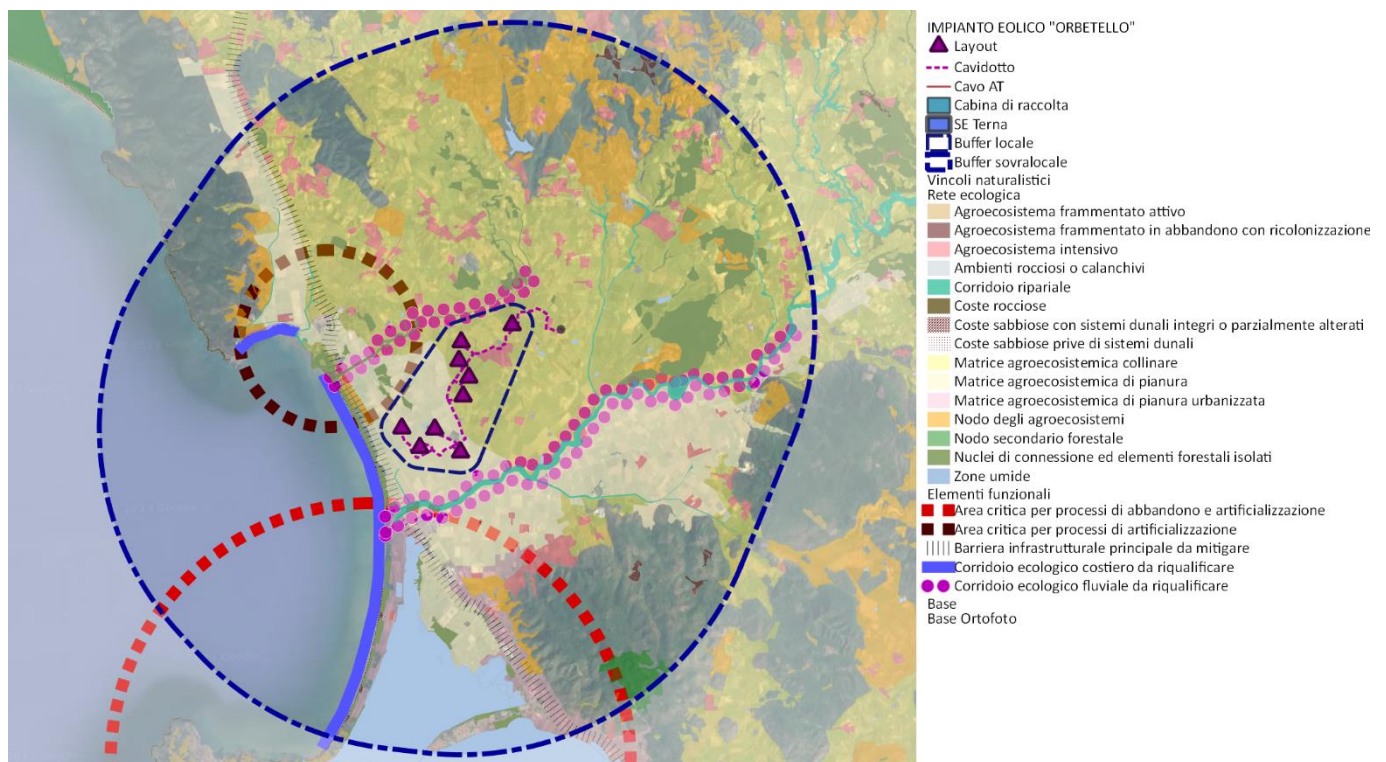 IMPIANTO EOLICO "ORBETELLO"
Layout
Cavidotto
Cavo AT
Cabina di raccolta
SE Terna
Buffer locale
Buffer sovralocale
Vincoli naturalistici
Rete ecologica
Agroecosistema frammentato attivo
Agroecosistema frammentato in abbandono con ricolonizzazione
Agroecosistema intensivo
Ambienti rocciosi o calanchivi
Corridoio ripariale
Coste rocciose
Coste sabbiose con sistemi dunali integri o parzialmente alterati
Coste sabbiose prive di sistemi dunali
Matrice agroecosistemica collinare
Matrice agroecosistemica di pianura
Matrice agroecosistemica di pianura urbanizzata
Nodo degli agroecosistemi
Nodo secondario forestale
Nuclei di connessione ed elementi forestali isolati
Zone umide
Elementi funzionali
Area critica per processi di abbandono e artificializzazione
Area critica per processi di artificializzazione
Barriera infrastrutturale principale da mitigare
Corridoio ecologico costiero da riqualificare
Corridoio ecologico fluviale da riqualificare
Base
Base Ortofoto